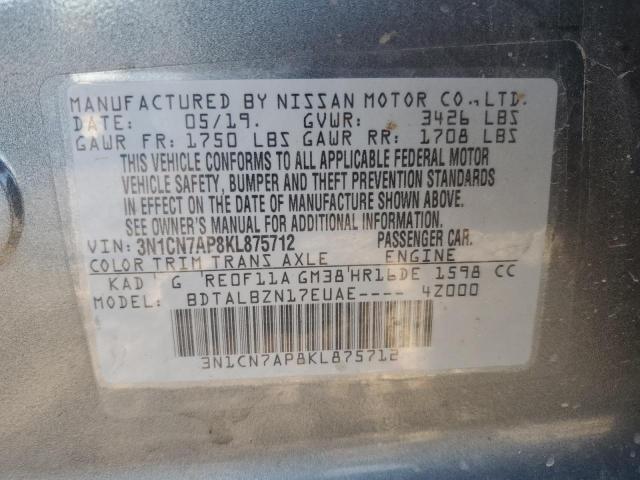 MANUFACTURED BY NISSAN MOTOR CO.,LTD.
DATE: 05/19. GVWR: 3426 LBS
GAWR FR: 1750 LBS GAWR RR: 1708 LBS
THIS VEHICLE CONFORMS TO ALL APPLICABLE FEDERAL MOTOR
VEHICLE SAFETY, BUMPER AND THEFT PREVENTION STANDARDS
IN EFFECT ON THE DATE OF MANUFACTURE SHOWN ABOVE.
SEE OWNER'S MANUAL FOR ADDITIONAL INFORMATION.
VIN: 3N1CN7AP8KL875712 PASSENGER CAR.
COLOR TRIM TRANS AXLE ENGINE
KAD G RE0F11A GM38 HR16DE 1598 CC
MODEL BDTALBZN17EUAE---- 4Z000
3N1CN7AP8KL875712